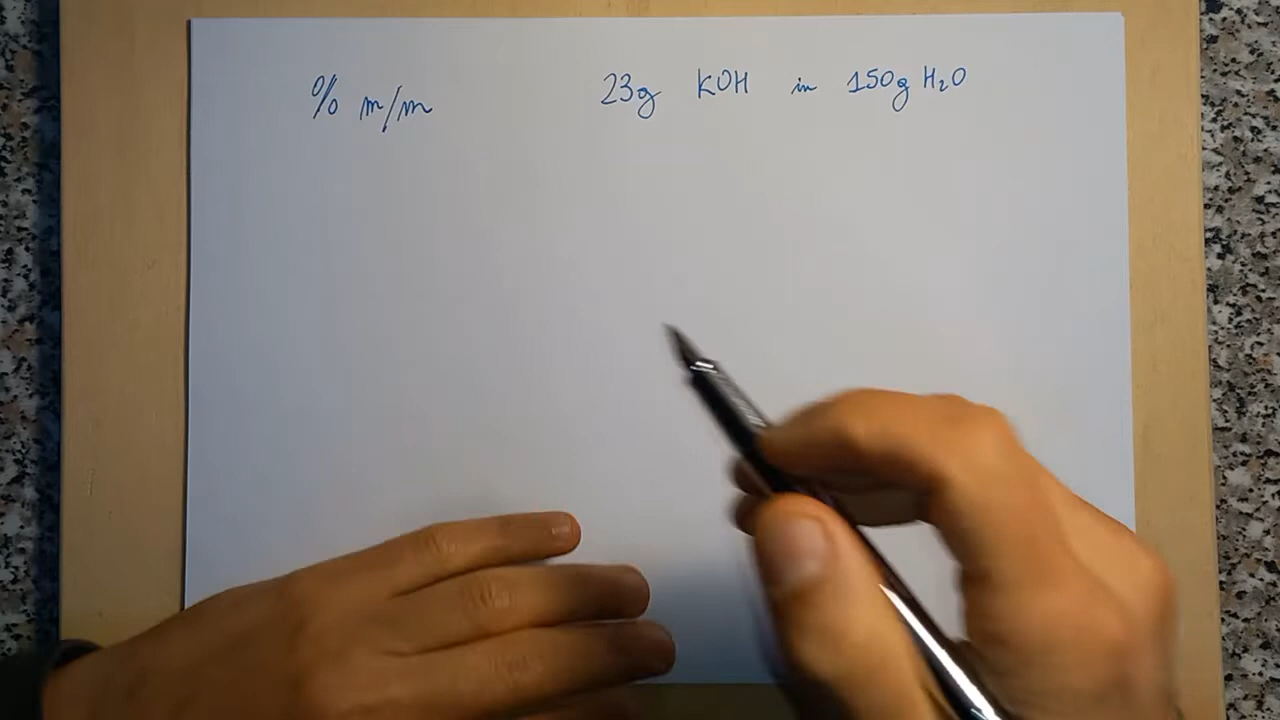 % m/m 23g KOH in 150g H₂O